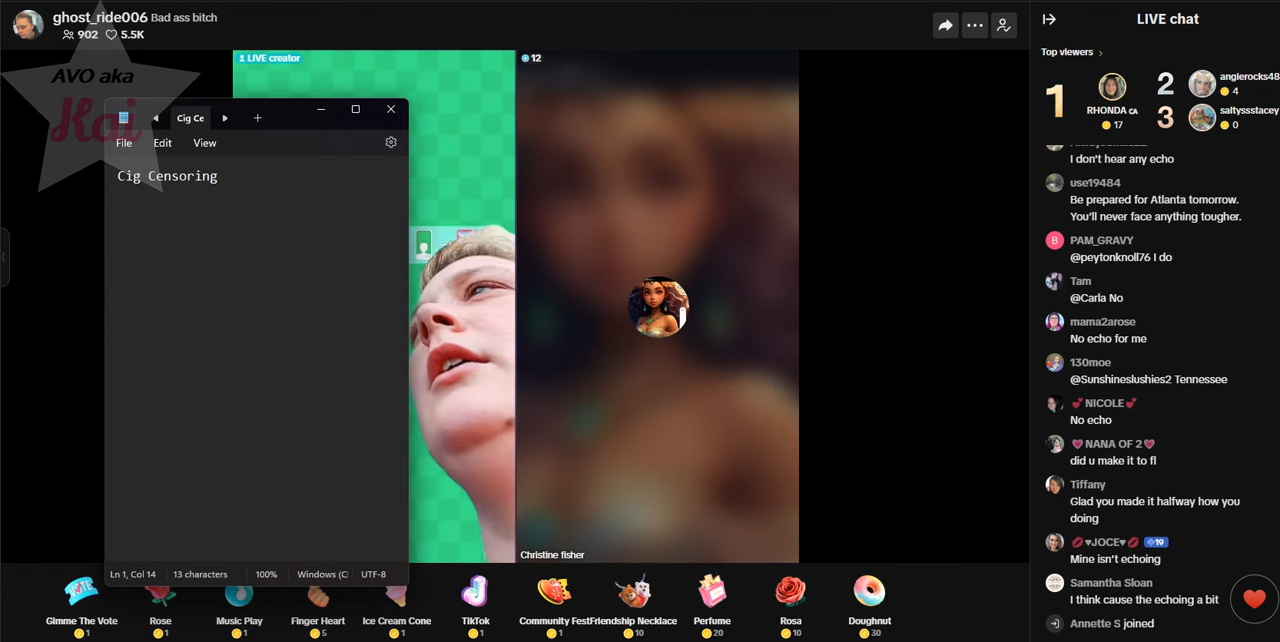 ghost_ride006 Bad ass bitch
902 5.5K
AVO aka
Kai
LIVE creator
12
Cig Ce
File Edit View
Cig Censoring
Ln 1, Col 14 13 characters 100% Windows (C UTF-8
Christine fisher
Gimme The Vote
1
Rose
1
Music Play
1
Finger Heart
5
Ice Cream Cone
1
TikTok
1
Community Fest
1
Friendship Necklace
10
Perfume
20
Rosa
10
Doughnut
30
LIVE chat
Top viewers
1
RHONDA CA
17
2
anglerocks48
4
3
saltyssstacey
0
I don't hear any echo
use19484
Be prepared for Atlanta tomorrow.
You'll never face anything tougher.
B PAM_GRAVY
@peytonknoll76 I do
Tam
@Carla No
mama2arose
No echo for me
130moe
@Sunshineslushies2 Tennessee
NICOLE
No echo
NANA OF 2
did u make it to fl
Tiffany
Glad you made it halfway how you
doing
♥JOCE♥ 19
Mine isn't echoing
Samantha Sloan
I think cause the echoing a bit
Annette S joined